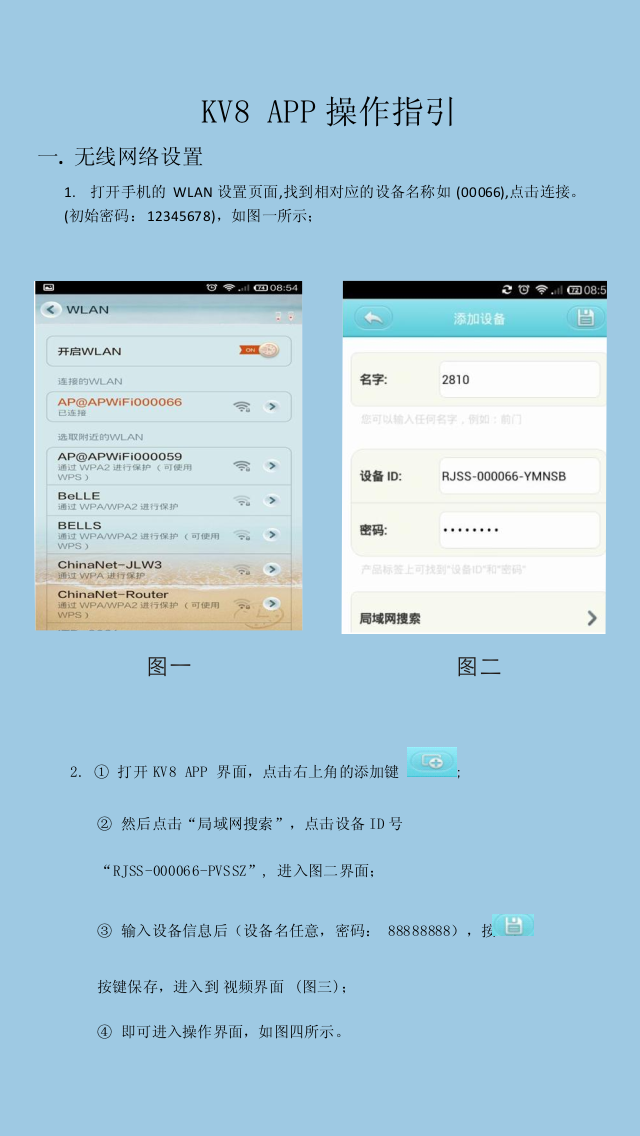 KV8 APP 操作指引
一. 无线网络设置
1. 打开手机的 WLAN 设置页面,找到相对应的设备名称如 (00066),点击连接。
(初始密码: 12345678), 如图一所示;
74 08:54
WLAN
开启WLAN ON
连接的WLAN
AP@APWiFi000066
已连接
选取附近的WLAN
AP@APWiFi000059
通过 WPA2 进行保护（可使用
WPS）
BeLLE
通过 WPA/WPA2 进行保护
BELLS
通过 WPA/WPA2 进行保护（可使用
WPS）
ChinaNet-JLW3
通过 WPA 进行保护
ChinaNet-Router
通过 WPA/WPA2 进行保护（可使用
WPS）
72 08:5
添加设备
名字: 2810
您可以输入任何名字，例如：前门
设备 ID: RJSS-000066-YMNSB
密码: ••••••••
产品标签上可找到"设备ID"和"密码"
局域网搜索
图一
图二
2. ① 打开 KV8 APP 界面，点击右上角的添加键 ;
② 然后点击“局域网搜索”，点击设备 ID 号
“RJSS-000066-PVSSZ”, 进入图二界面;
③ 输入设备信息后（设备名任意，密码： 88888888），按
按键保存，进入到 视频界面 (图三);
④ 即可进入操作界面，如图四所示。